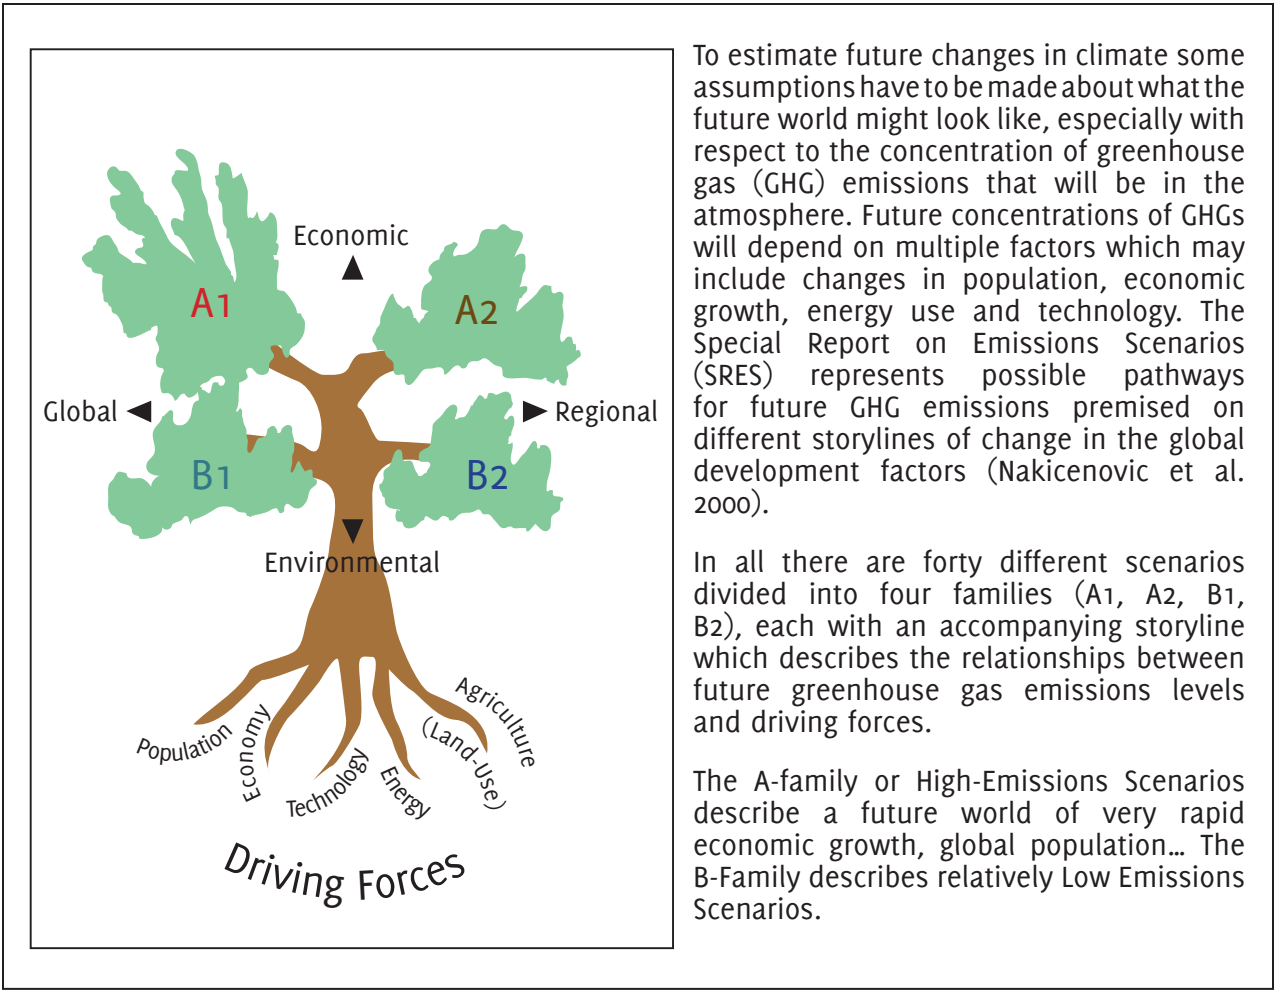 Economic
A1
A2
Global
Regional
B1
B2
Environmental
Population
Economy
Technology
Energy
Agriculture
(Land-Use)
Driving Forces
To estimate future changes in climate some
assumptions have to be made about what the
future world might look like, especially with
respect to the concentration of greenhouse
gas (GHG) emissions that will be in the
atmosphere. Future concentrations of GHGs
will depend on multiple factors which may
include changes in population, economic
growth, energy use and technology. The
Special Report on Emissions Scenarios
(SRES) represents possible pathways
for future GHG emissions premised on
different storylines of change in the global
development factors (Nakicenovic et al.
2000).
In all there are forty different scenarios
divided into four families (A1, A2, B1,
B2), each with an accompanying storyline
which describes the relationships between
future greenhouse gas emissions levels
and driving forces.
The A-family or High-Emissions Scenarios
describe a future world of very rapid
economic growth, global population... The
B-Family describes relatively Low Emissions
Scenarios.